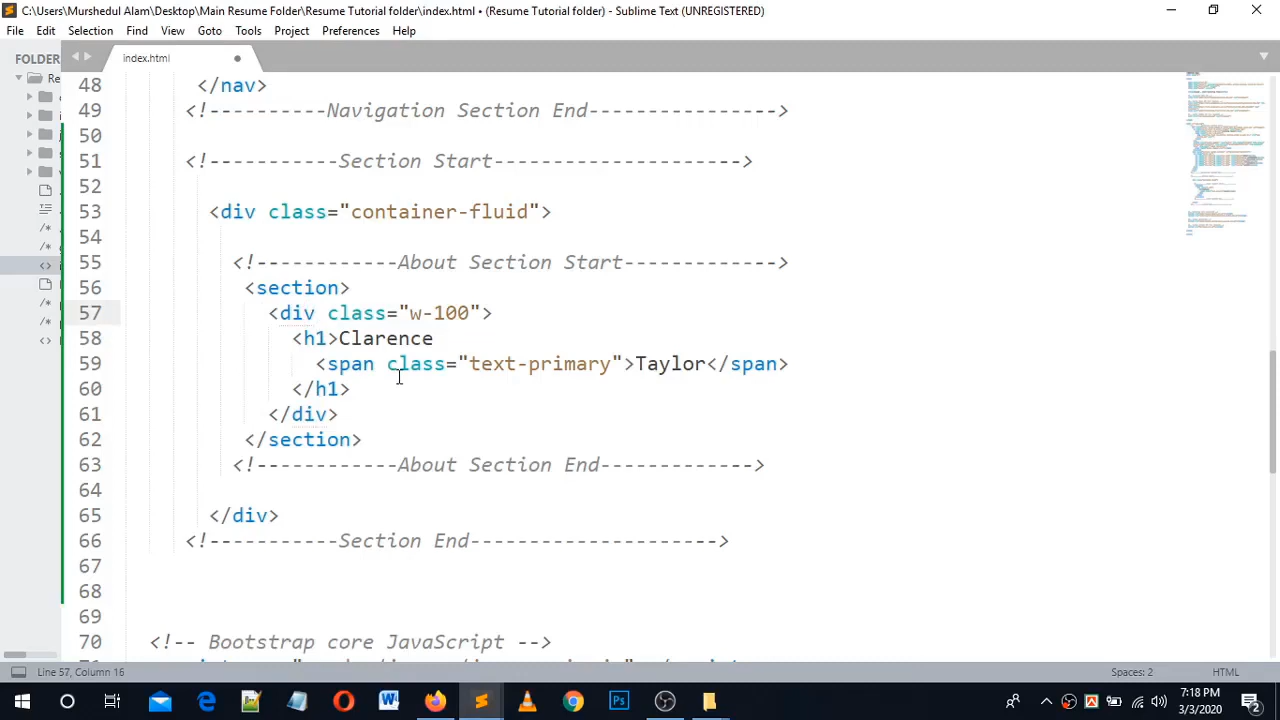 C:\Users\Murshedul Alam\Desktop\Main Resume Folder\Resume Tutorial folder\index.html • (Resume Tutorial folder) - Sublime Text (UNREGISTERED)
File Edit Selection Find View Goto Tools Project Preferences Help
FOLDER
index.html
Re
48 </nav>
49 <!----------Navigation Section End---------------->
50
51 <!-----------Section Start--------------------->
52
53 <div class="container-fluid">
54
55 <!------------About Section Start------------->
56 <section>
57 <div class="w-100">
58 <h1>Clarence
59 <span class="text-primary">Taylor</span>
60 </h1>
61 </div>
62 </section>
63 <!------------About Section End------------->
64
65 </div>
66 <!-----------Section End--------------------->
67
68
69
70 <!-- Bootstrap core JavaScript -->
Line 57, Column 16
Spaces: 2
HTML
7:18 PM
3/3/2020
2